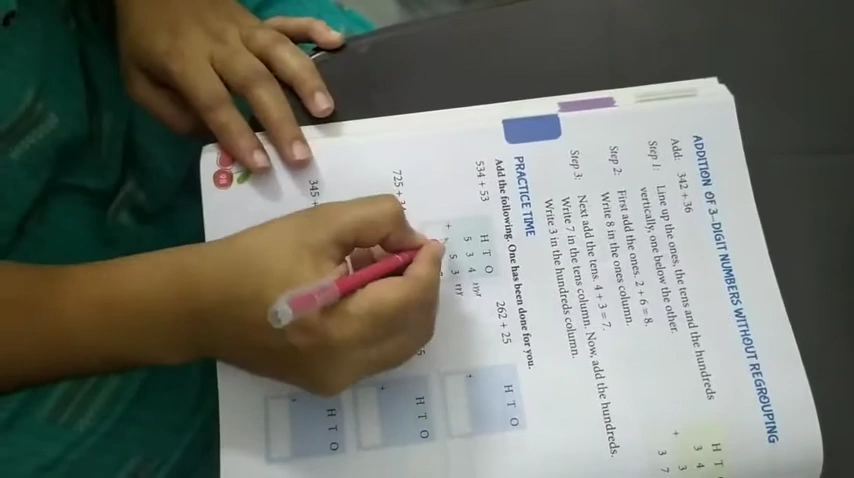 ADDITION OF 3-DIGIT NUMBERS WITHOUT REGROUPING
Add: 342 + 36
Step 1: Line up the ones, the tens and the hundreds
vertically, one below the other.
Step 2: First add the ones. 2 + 6 = 8.
Write 8 in the ones column.
Step 3: Next add the tens. 4 + 3 = 7.
Write 7 in the tens column. Now, add the hundreds.
Write 3 in the hundreds column.
H T
3 4
+ 3
3 7
PRACTICE TIME
Add the following. One has been done for you.
534 + 53
H T O
5 3 4
+ 5 3
262 + 25
H T O
+
725 +
H T O
+
345 +
H T O
+
98